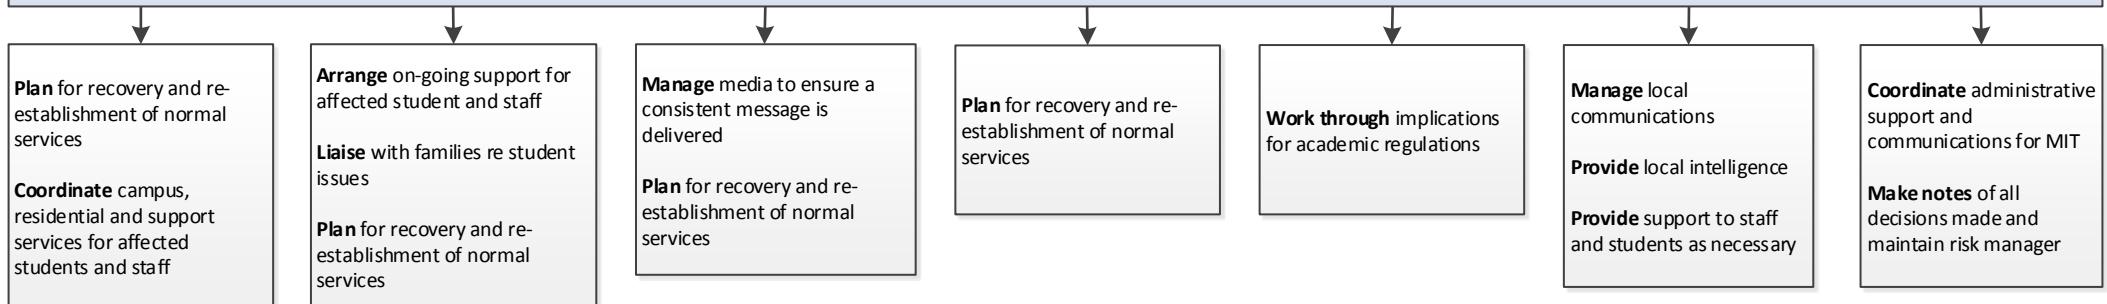 Plan for recovery and re-
establishment of normal
services
Coordinate campus,
residential and support
services for affected
students and staff
Arrange on-going support for
affected student and staff
Liaise with families re student
issues
Plan for recovery and re-
establishment of normal
services
Manage media to ensure a
consistent message is
delivered
Plan for recovery and re-
establishment of normal
services
Plan for recovery and re-
establishment of normal
services
Work through implications
for academic regulations
Manage local
communications
Provide local intelligence
Provide support to staff
and students as necessary
Coordinate administrative
support and
communications for MIT
Make notes of all
decisions made and
maintain risk manager